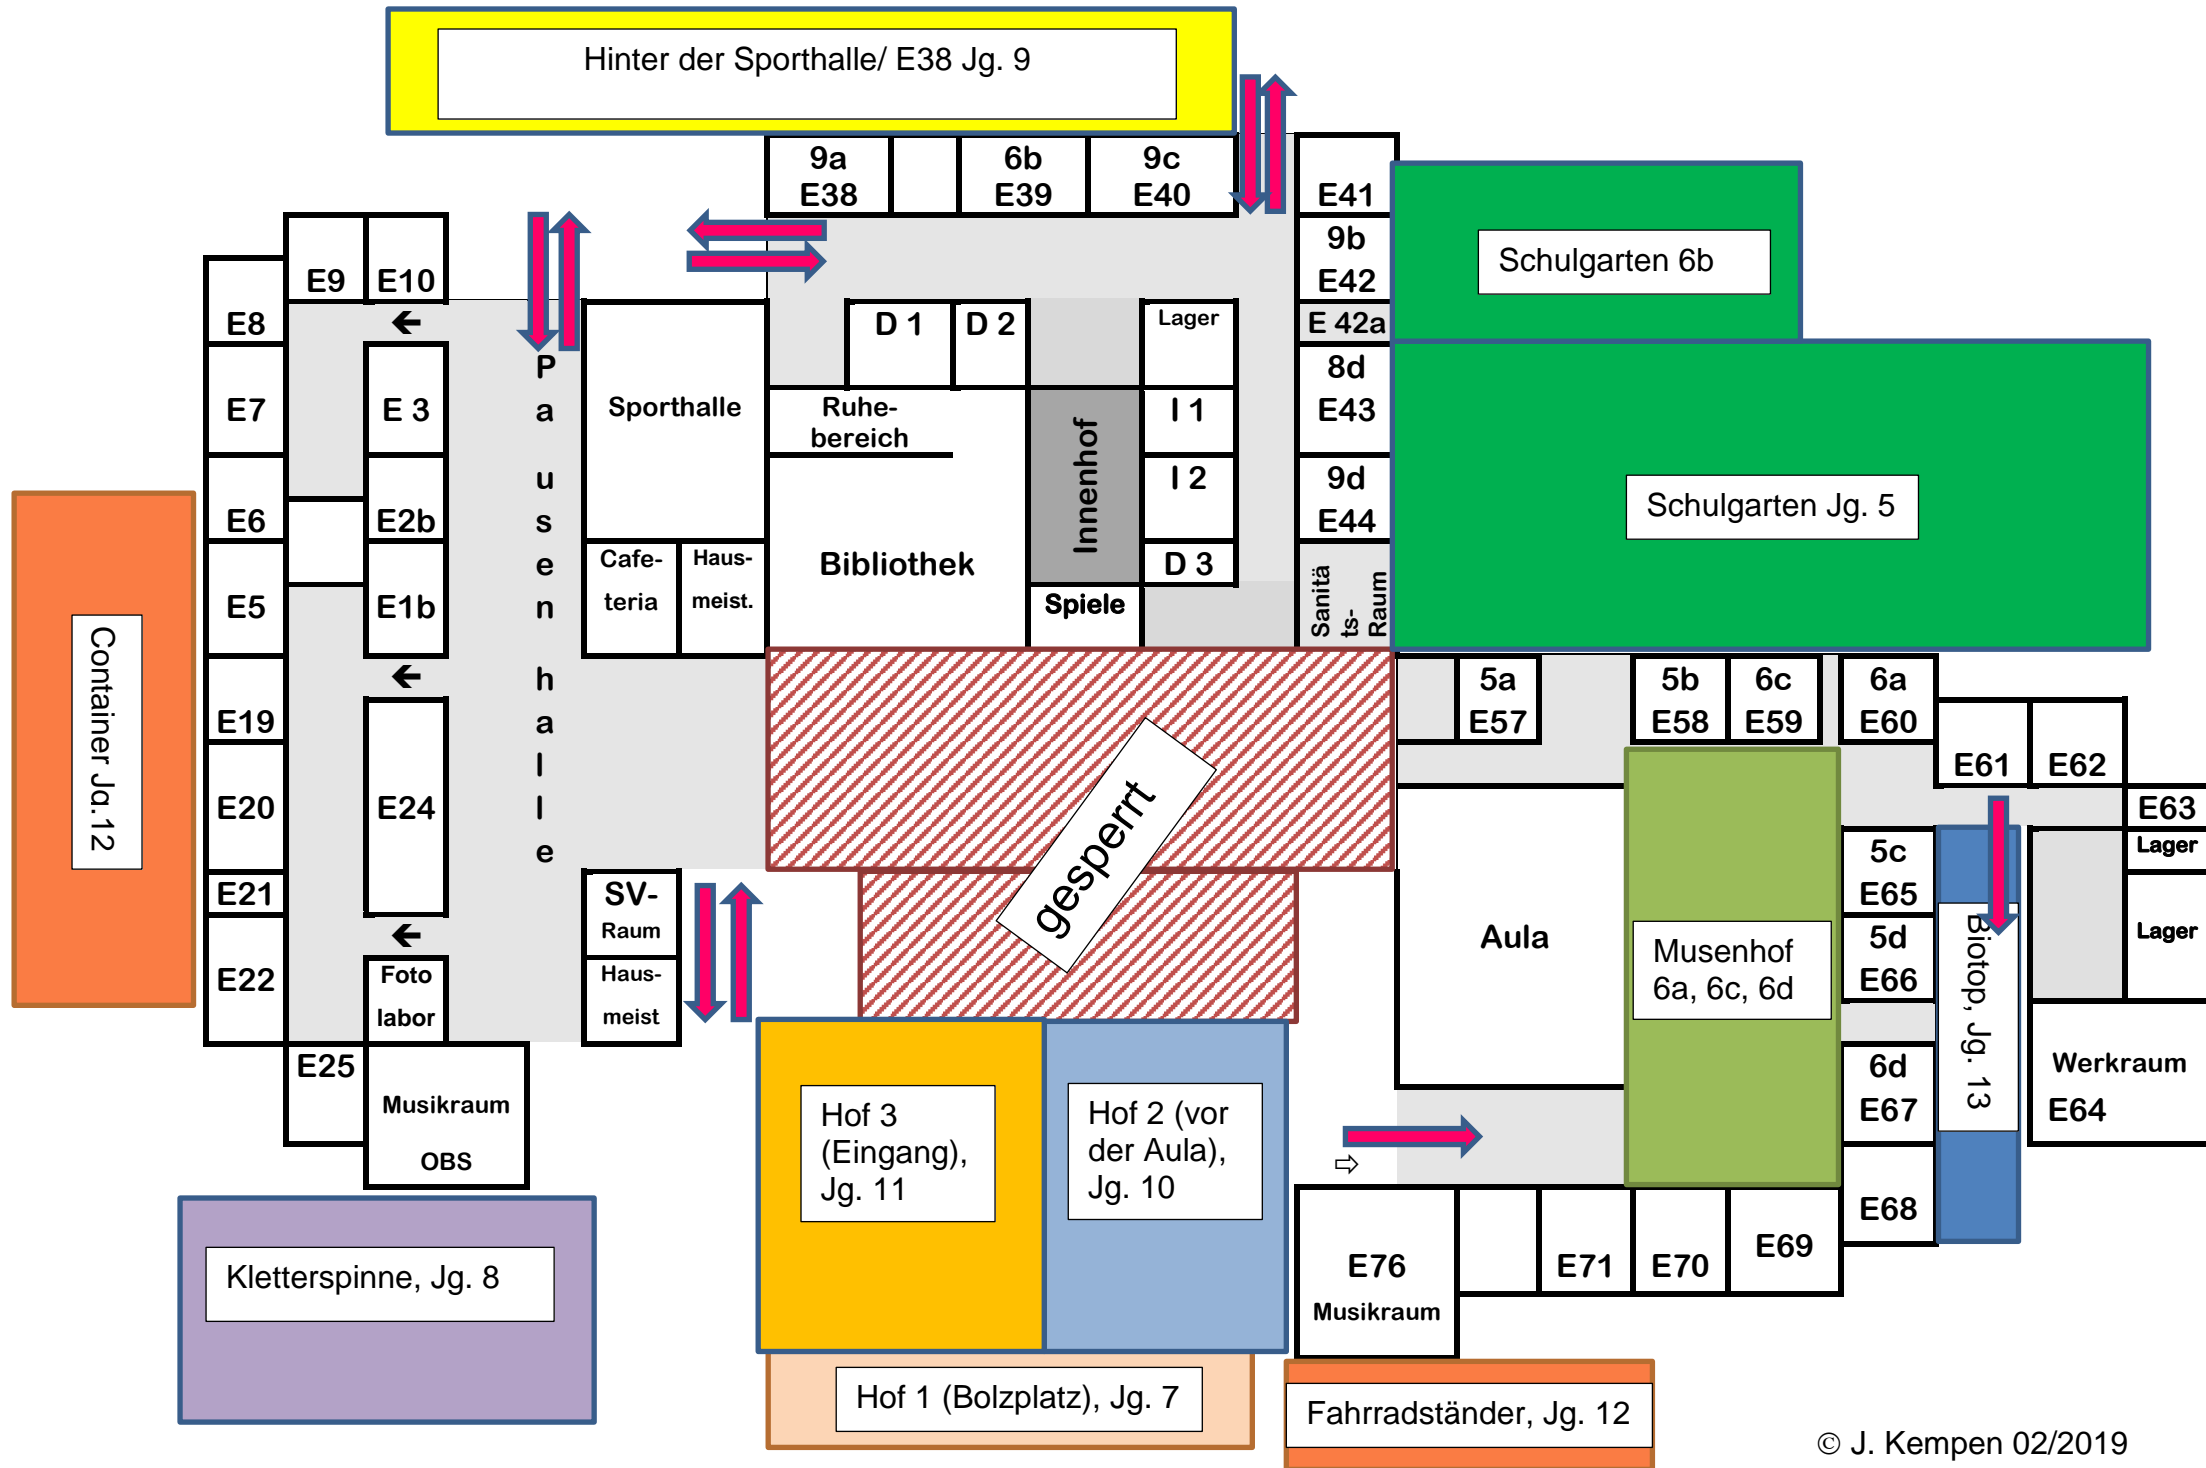 Hinter der Sporthalle/ E38 Jg. 9
9a
E38
6b
E39
9c
E40
E41
9b
E42
E 42a
8d
E43
9d
E44
Sanitä
ts-
Raum
Schulgarten 6b
Schulgarten Jg. 5
E9
E10
E8
E7
E6
E5
E19
E20
E21
E22
E25
←
E 3
E2b
E1b
←
E24
←
Foto
labor
Musikraum
OBS
Container Jg.12
Pausenhalle
Sporthalle
Cafe-
teria
Haus-
meist.
D 1
D 2
Ruhe-
bereich
Bibliothek
Innenhof
Spiele
Lager
I 1
I 2
D 3
gesperrt
SV-
Raum
Haus-
meist
5a
E57
5b
E58
6c
E59
6a
E60
E61
E62
E63
Lager
Lager
5c
E65
5d
E66
6d
E67
E68
Biotop, Jg. 13
Werkraum
E64
Aula
Musenhof
6a, 6c, 6d
⇨
E76
Musikraum
E71
E70
E69
Hof 3
(Eingang),
Jg. 11
Hof 2 (vor
der Aula),
Jg. 10
Kletterspinne, Jg. 8
Hof 1 (Bolzplatz), Jg. 7
Fahrradständer, Jg. 12
© J. Kempen 02/2019